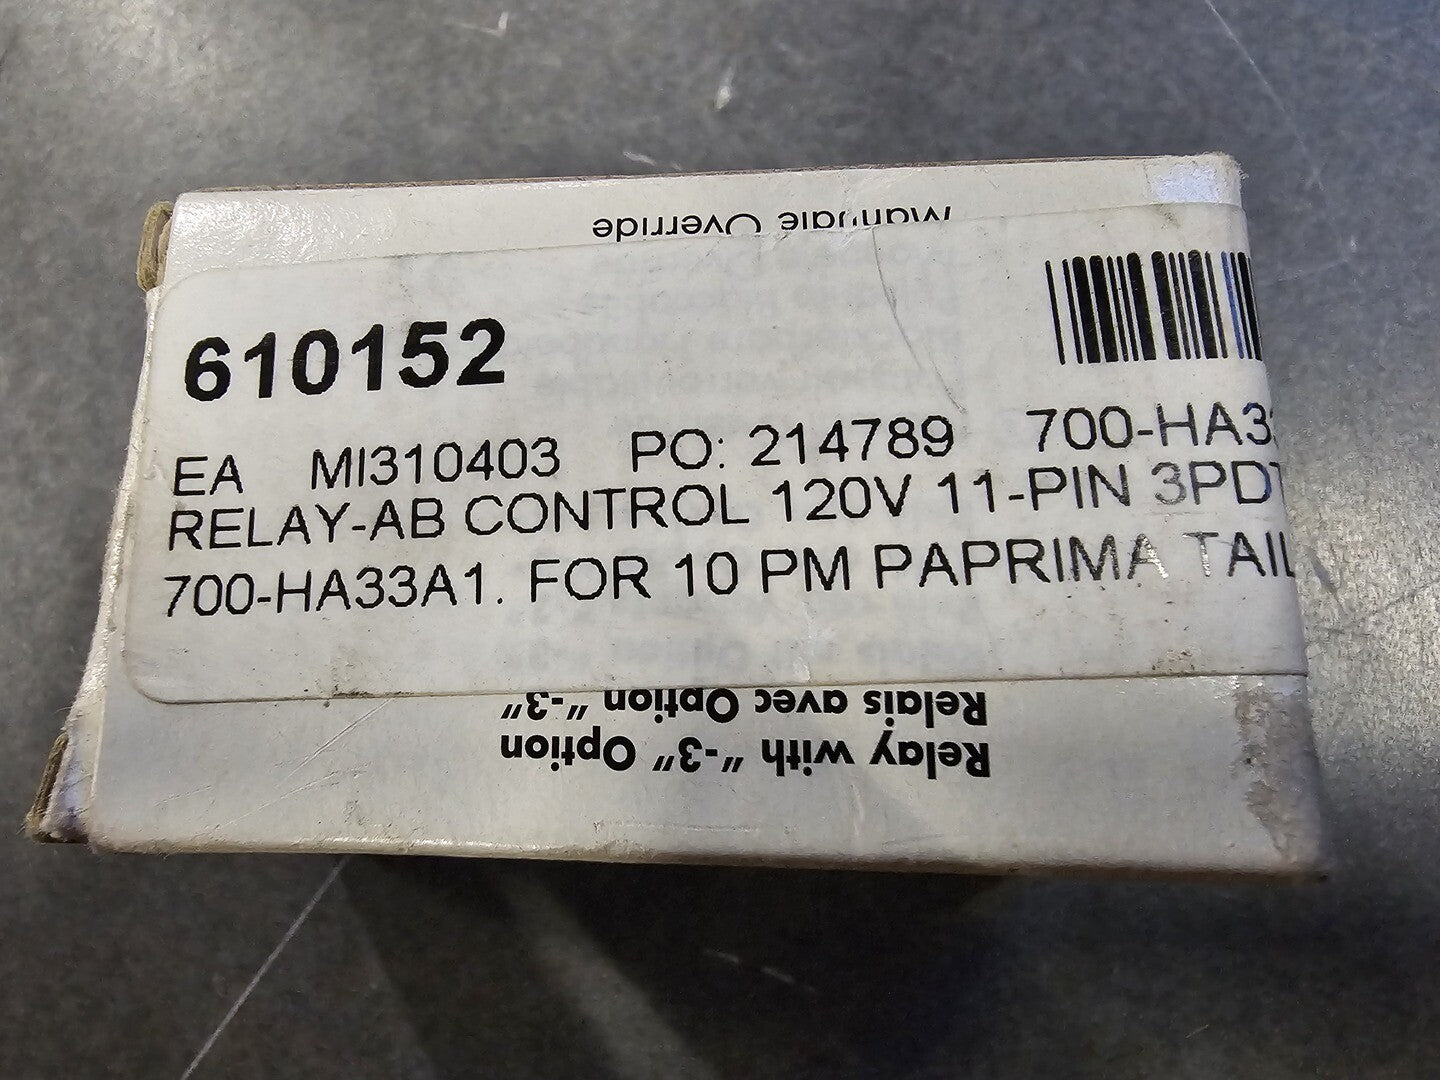 Manuale Override
610152
EA MI310403 PO: 214789 700-HA33
RELAY-AB CONTROL 120V 11-PIN 3PDT
700-HA33A1. FOR 10 PM PAPRIMA TAIL
Relais avec Option "-3"
Relay with "-3" Option